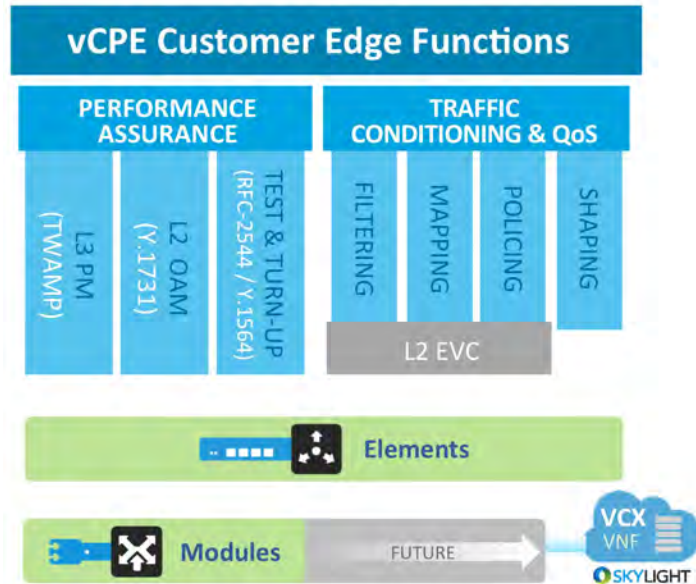 vCPE Customer Edge Functions
PERFORMANCE
ASSURANCE
TRAFFIC
CONDITIONING & QoS
L3 PM
(TWAMP)
L2 OAM
(Y.1731)
TEST & TURN-UP
(RFC-2544 / Y.1564)
FILTERING
MAPPING
POLICING
SHAPING
L2 EVC
Elements
Modules
FUTURE
VCX
VNF
SKYLIGHT